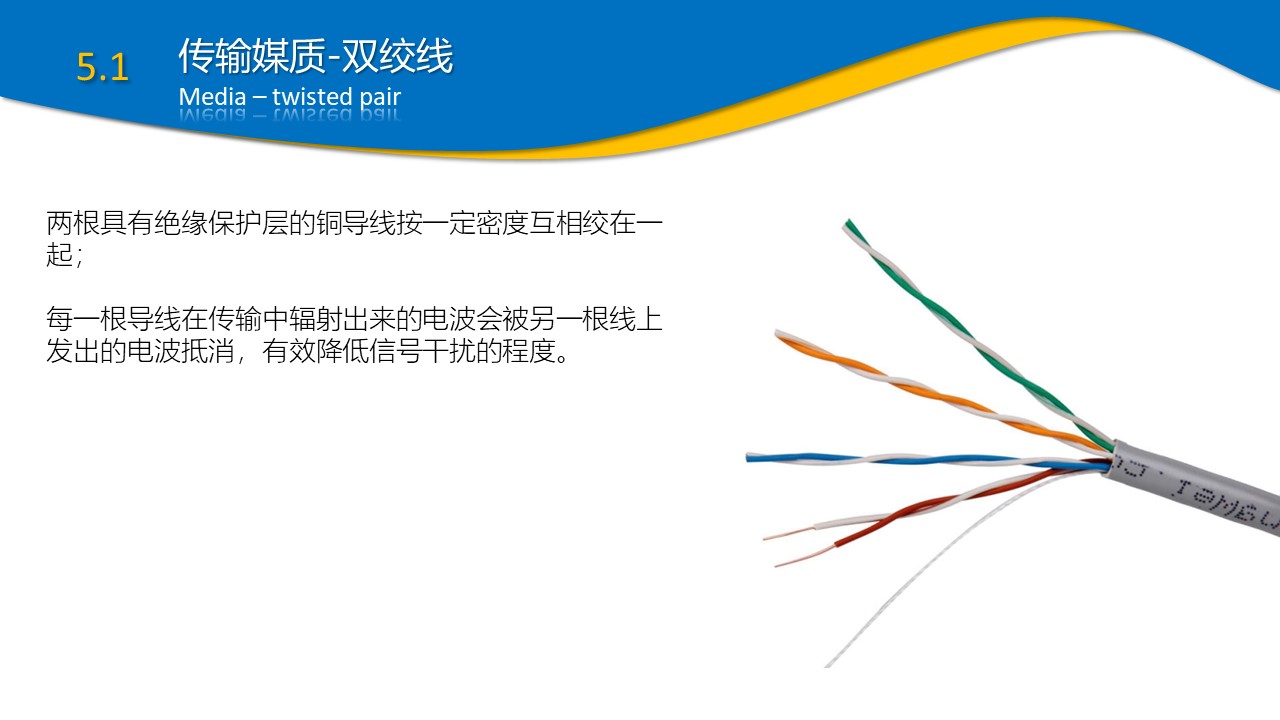 5.1
传输媒质-双绞线
Media – twisted pair
两根具有绝缘保护层的铜导线按一定密度互相绞在一
起；
每一根导线在传输中辐射出来的电波会被另一根线上
发出的电波抵消，有效降低信号干扰的程度。